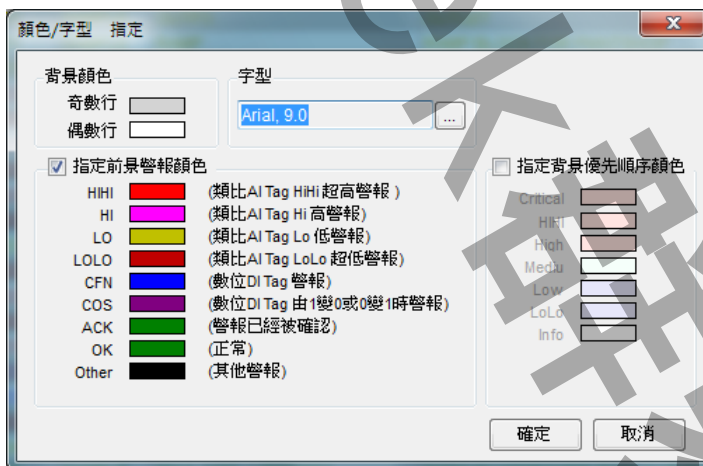 顏色/字型 指定
背景顏色
奇數行
偶數行
字型
Arial, 9.0
...
指定前景警報顏色
HIHI (類比AI Tag HiHi 超高警報 )
HI (類比AI Tag Hi 高警報)
LO (類比AI Tag Lo 低警報)
LOLO (類比AI Tag LoLo 超低警報)
CFN (數位DI Tag 警報)
COS (數位DI Tag 由1變0或0變1時警報)
ACK (警報已經被確認)
OK (正常)
Other (其他警報)
指定背景優先順序顏色
Critical
HIHI
High
Mediu
Low
LoLo
Info
確定
取消